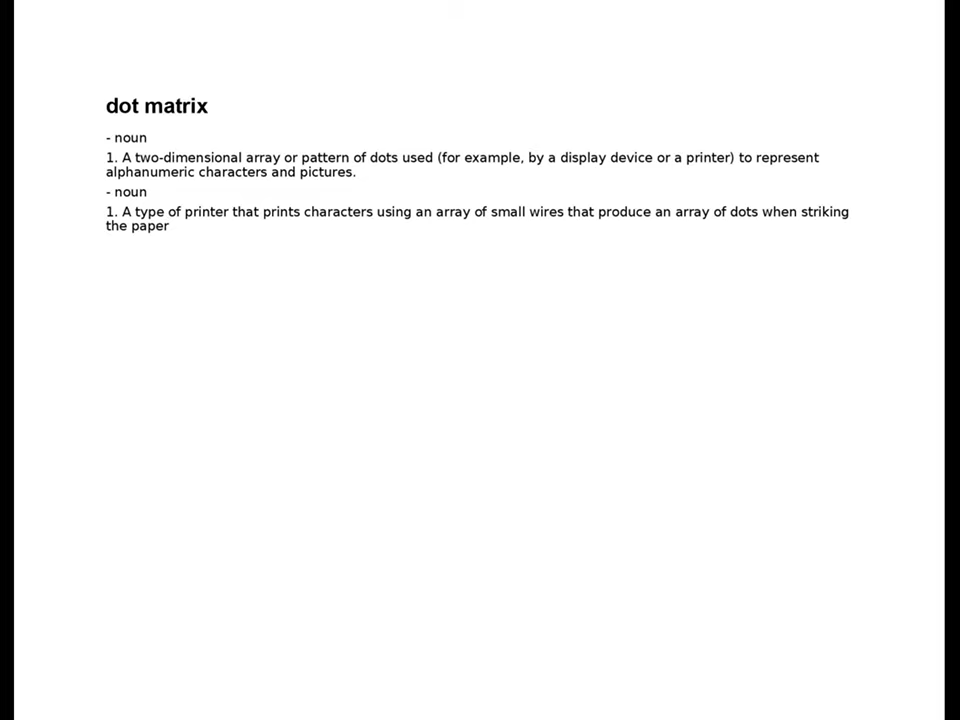 dot matrix
- noun
1. A two-dimensional array or pattern of dots used (for example, by a display device or a printer) to represent
alphanumeric characters and pictures.
- noun
1. A type of printer that prints characters using an array of small wires that produce an array of dots when striking
the paper